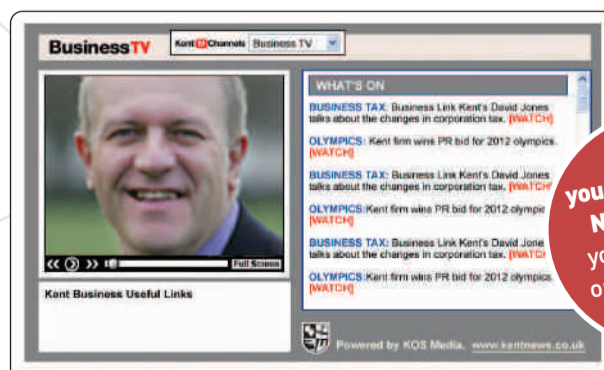 BusinessTV
Kent tv Channels Business TV
WHAT'S ON
BUSINESS TAX: Business Link Kent's David Jones
talks about the changes in corporation tax. [WATCH]
OLYMPICS: Kent firm wins PR bid for 2012 olympics.
[WATCH]
BUSINESS TAX: Business Link Kent's David Jones
talks about the changes in corporation tax. [WATCH
OLYMPICS:Kent firm wins PR bid for 2012 olympic
[WATCH]
BUSINESS TAX: Business Link Kent's David Jone
talks about the changes in corporation tax. [WATCH
OLYMPICS:Kent firm wins PR bid for 2012 olympics.
[WATCH]
Full Screen
Kent Business Useful Links
Powered by KOS Media. www.kentnews.co.uk
you
N
yo
o